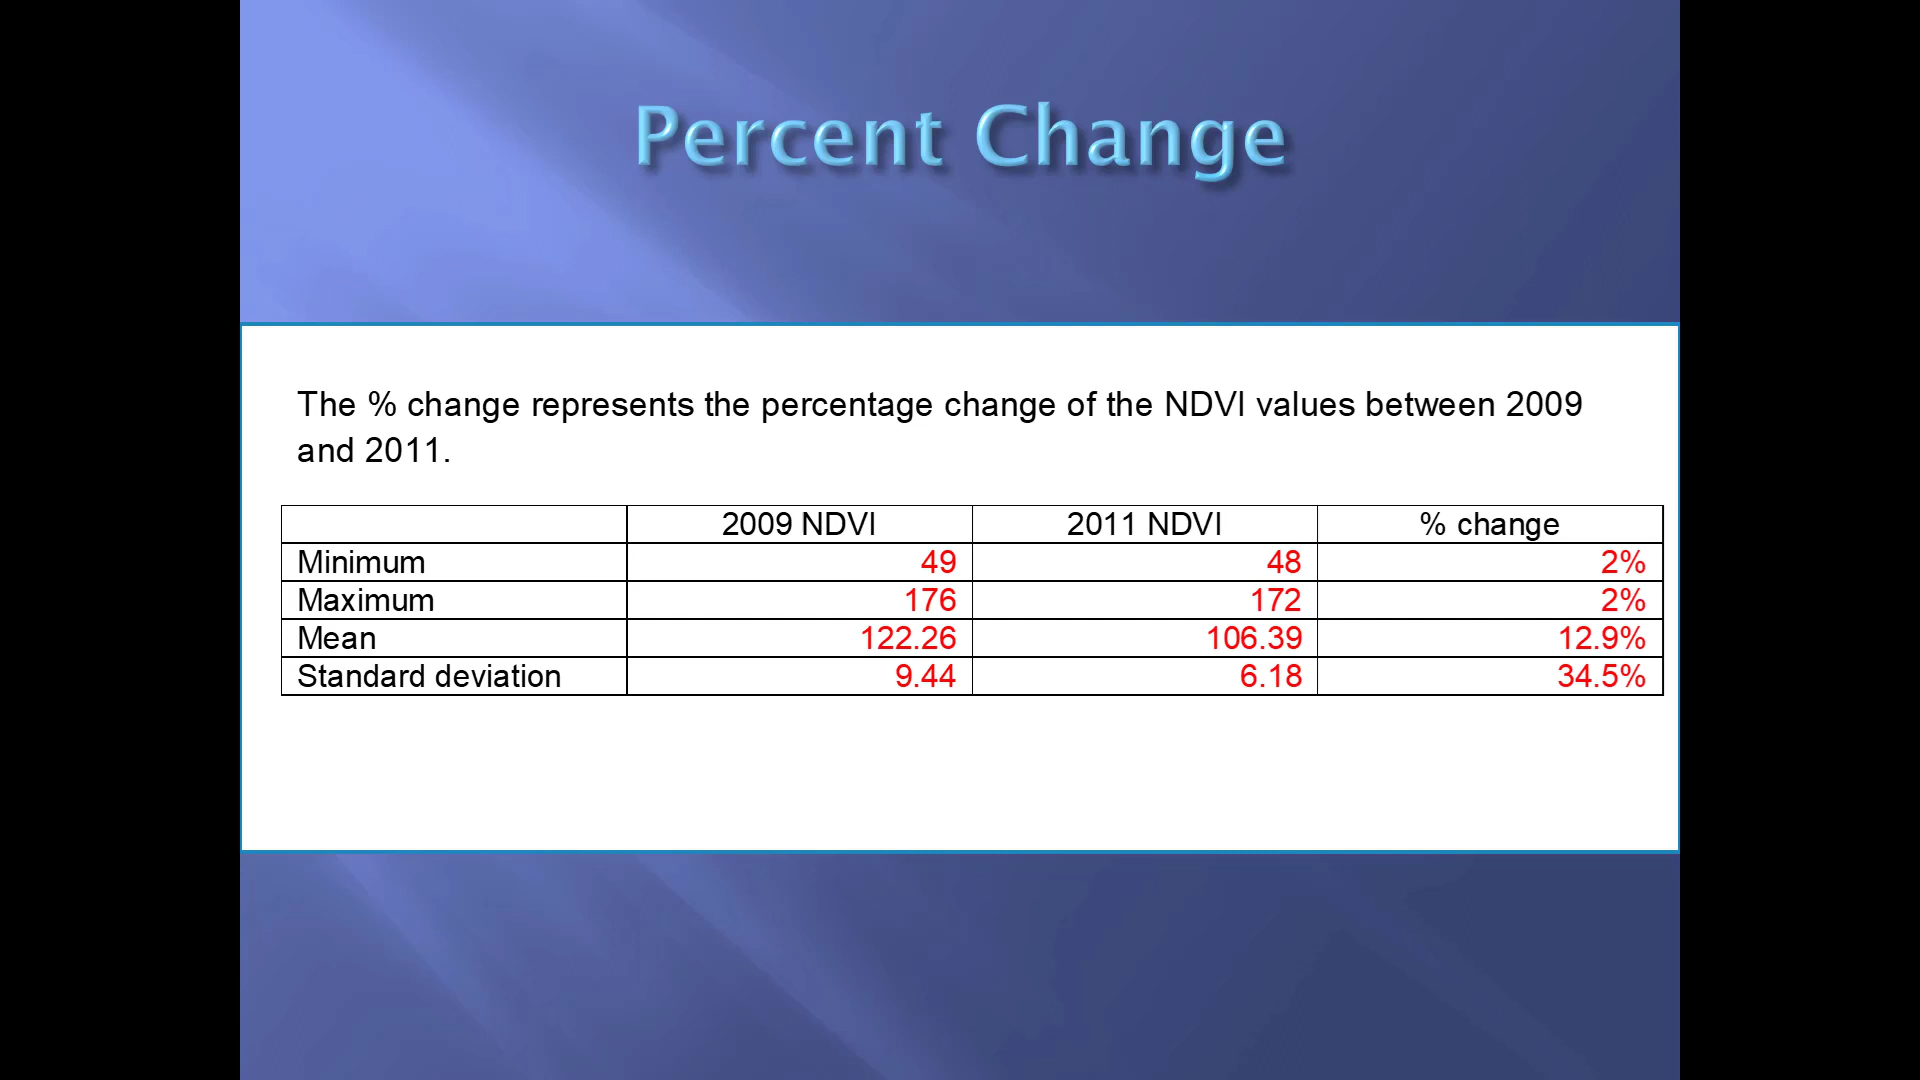 Percent Change
The % change represents the percentage change of the NDVI values between 2009
and 2011.
2009 NDVI 2011 NDVI % change
Minimum 49 48 2%
Maximum 176 172 2%
Mean 122.26 106.39 12.9%
Standard deviation 9.44 6.18 34.5%